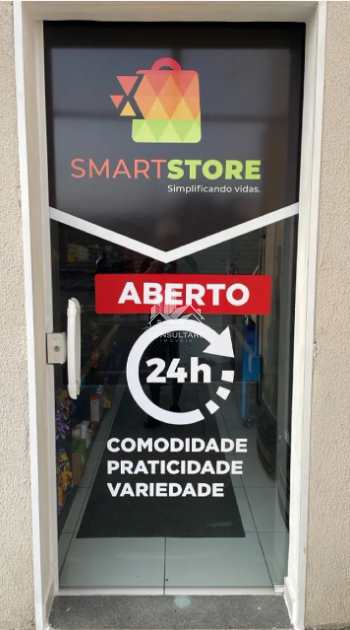 SMARTSTORE
Simplificando vidas.
ABERTO
24h
COMODIDADE
PRATICIDADE
VARIEDADE